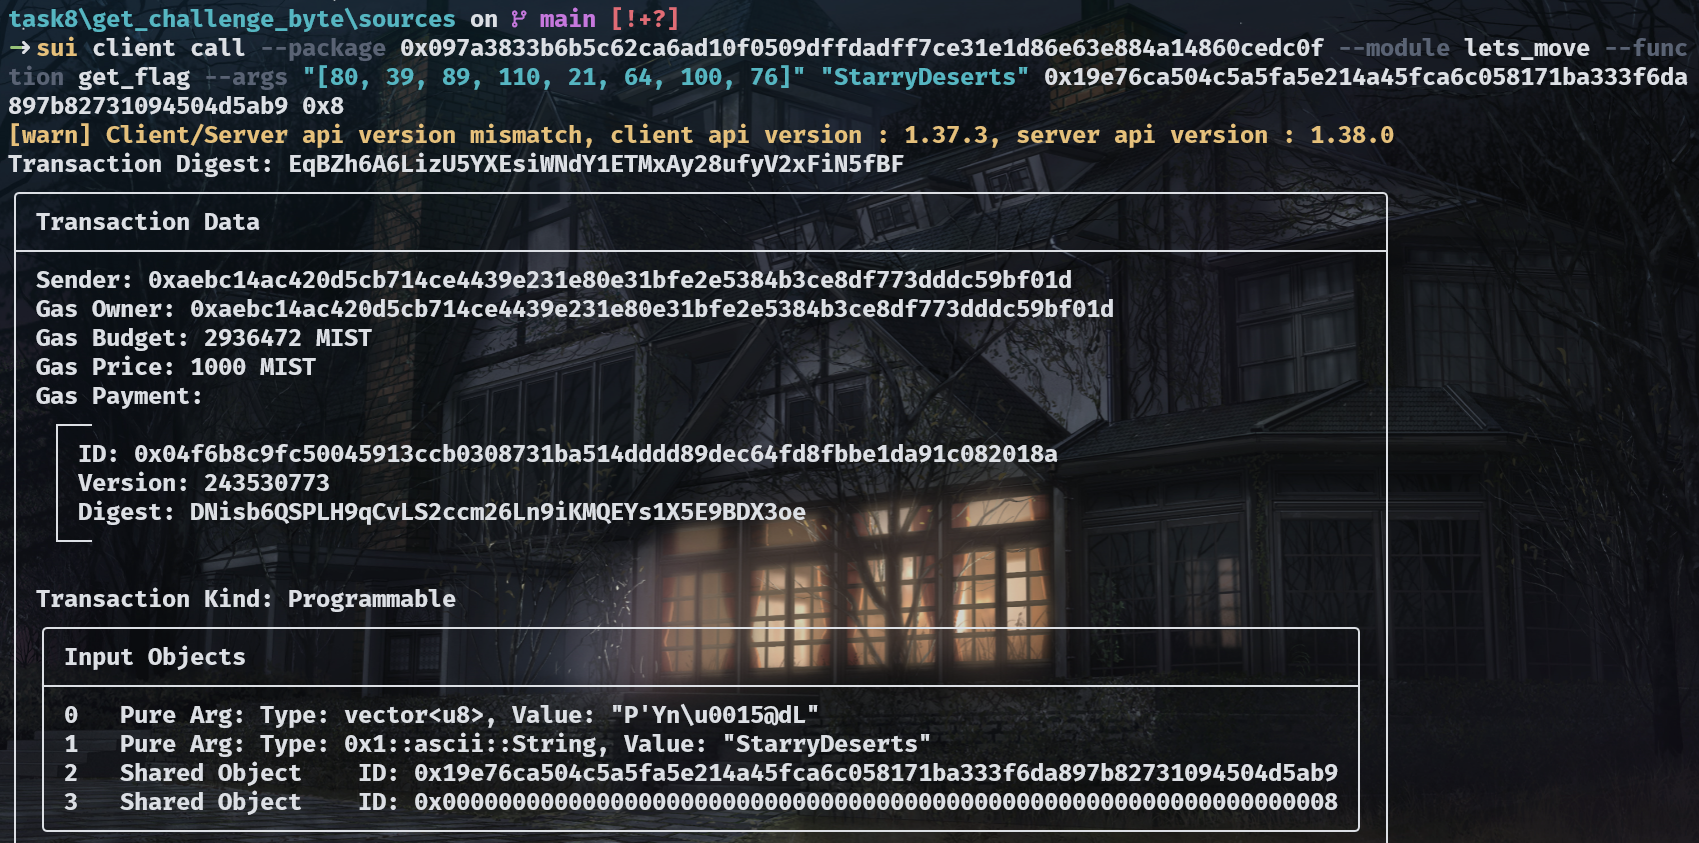 task8\get_challenge_byte\sources on main [!+?]
→ sui client call --package 0x097a3833b6b5c62ca6ad10f0509dffdadff7ce31e1d86e63e884a14860cedc0f --module lets_move --func
tion get_flag --args "[80, 39, 89, 110, 21, 64, 100, 76]" "StarryDeserts" 0x19e76ca504c5a5fa5e214a45fca6c058171ba333f6da
897b82731094504d5ab9 0x8
[warn] Client/Server api version mismatch, client api version : 1.37.3, server api version : 1.38.0
Transaction Digest: EqBZh6A6LizU5YXEsiWNdY1ETMxAy28ufyV2xFiN5fBF
Transaction Data
Sender: 0xaebc14ac420d5cb714ce4439e231e80e31bfe2e5384b3ce8df773dddc59bf01d
Gas Owner: 0xaebc14ac420d5cb714ce4439e231e80e31bfe2e5384b3ce8df773dddc59bf01d
Gas Budget: 2936472 MIST
Gas Price: 1000 MIST
Gas Payment:
ID: 0x04f6b8c9fc50045913ccb0308731ba514dddd89dec64fd8fbbe1da91c082018a
Version: 243530773
Digest: DNisb6QSPLH9qCvLS2ccm26Ln9iKMQEYs1X5E9BDX3oe
Transaction Kind: Programmable
Input Objects
0 Pure Arg: Type: vector<u8>, Value: "P'Yn\u0015@dL"
1 Pure Arg: Type: 0x1::ascii::String, Value: "StarryDeserts"
2 Shared Object ID: 0x19e76ca504c5a5fa5e214a45fca6c058171ba333f6da897b82731094504d5ab9
3 Shared Object ID: 0x0000000000000000000000000000000000000000000000000000000000000008